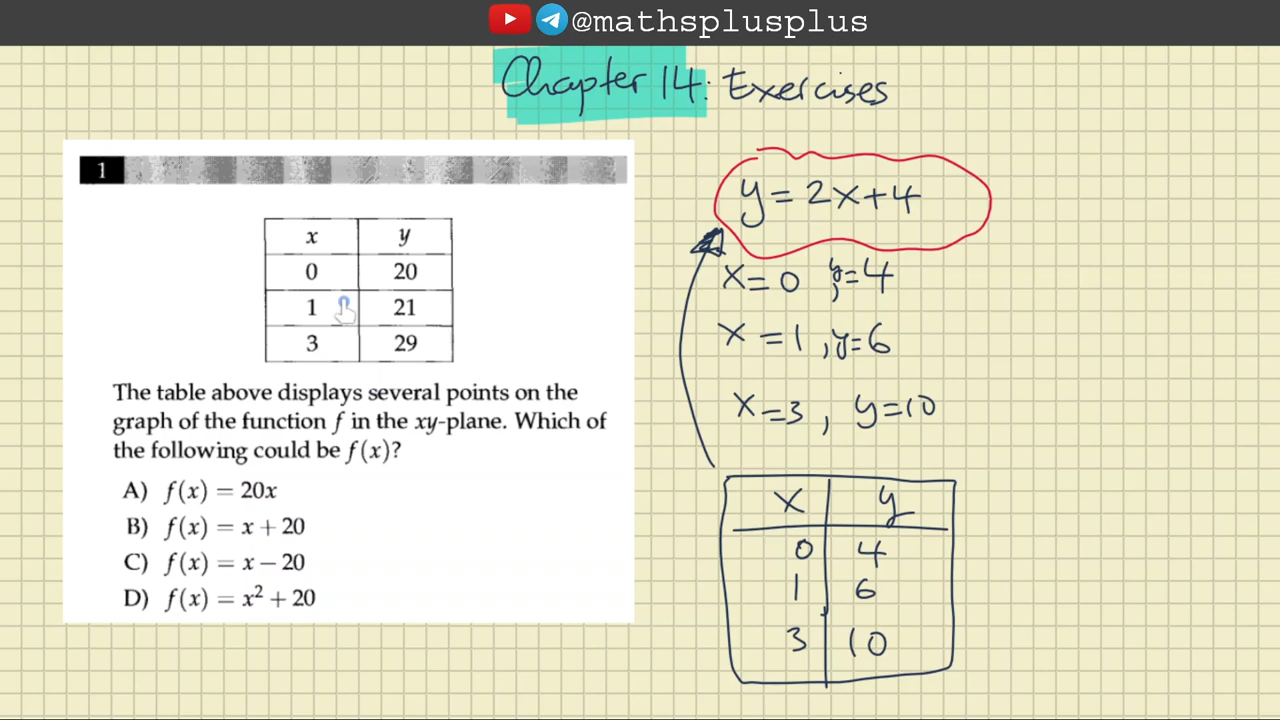 @mathsplusplus
Chapter 14: Exercises
1
x y
0 20
1 21
3 29
The table above displays several points on the
graph of the function f in the xy-plane. Which of
the following could be f(x)?
A) f(x) = 20x
B) f(x) = x + 20
C) f(x) = x − 20
D) f(x) = x² + 20
y = 2x+4
x=0, y=4
x=1, y=6
x=3, y=10
x y
0 4
1 6
3 10